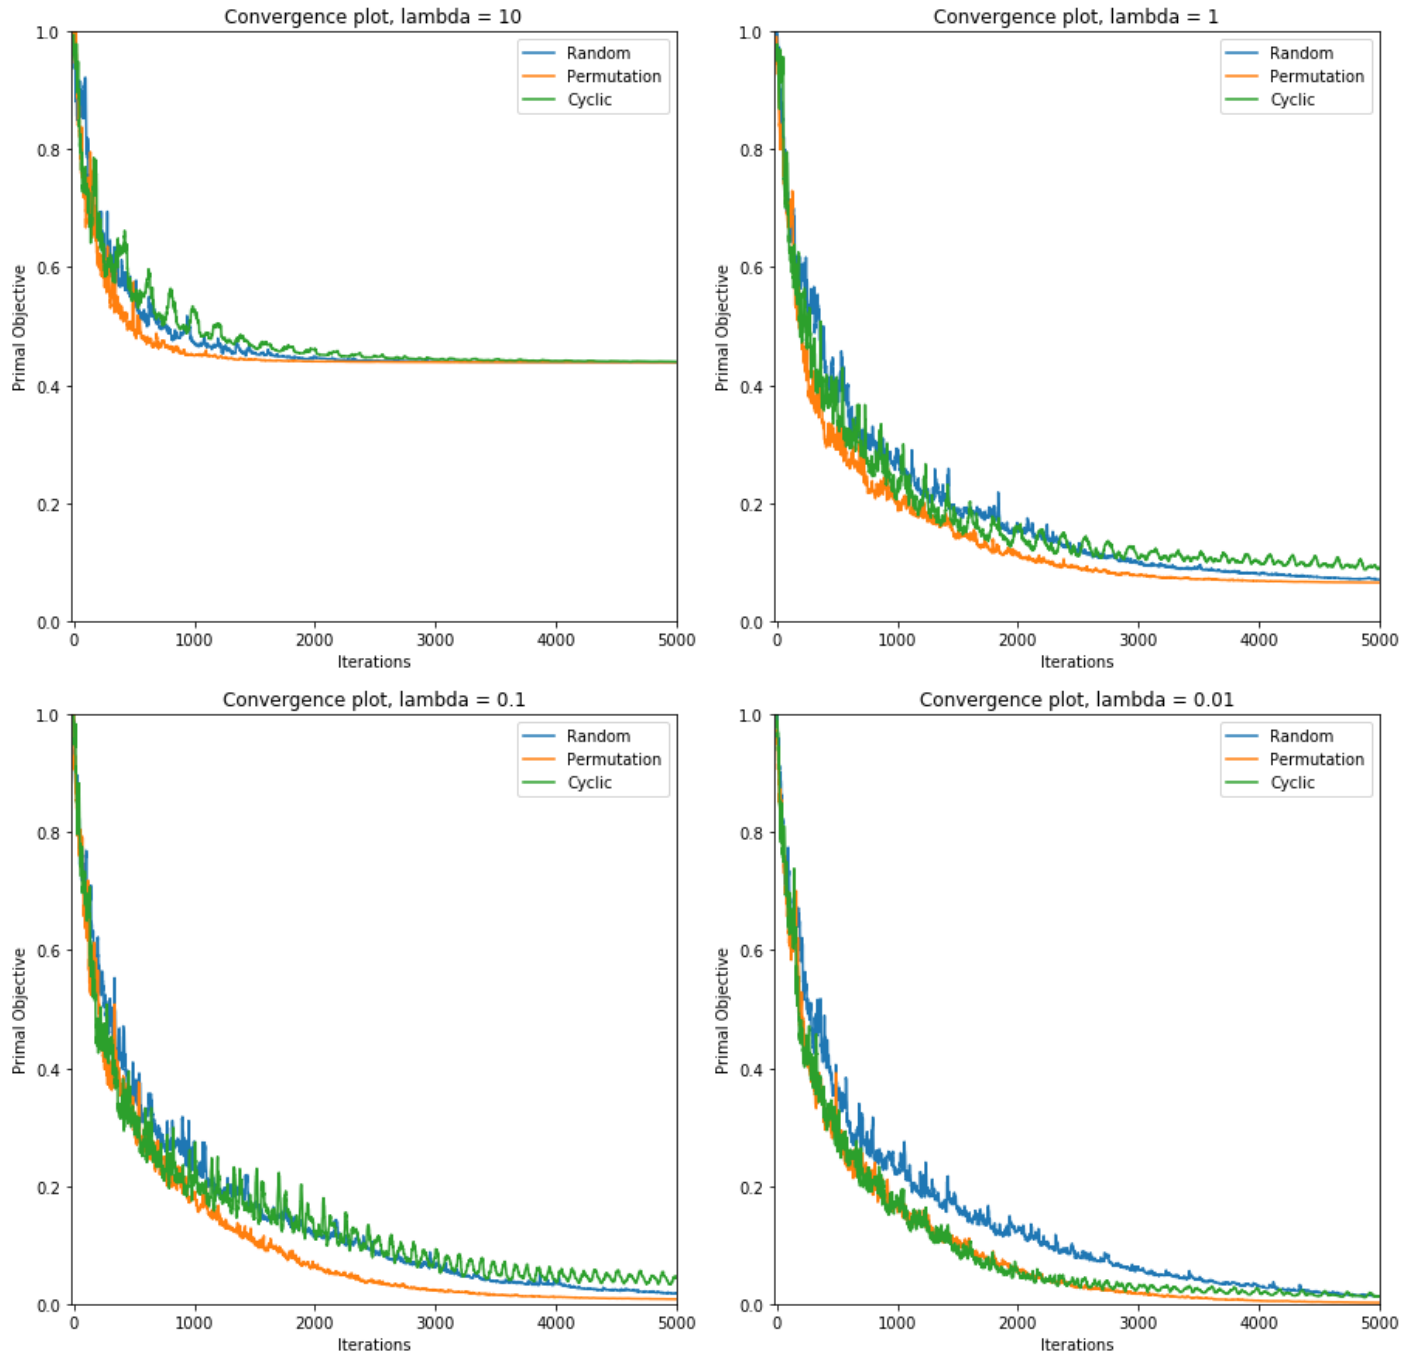 Convergence plot, lambda = 10
1.0
0.8
0.6
0.4
0.2
0.0
Primal Objective
0
1000
2000
3000
4000
5000
Iterations
Random
Permutation
Cyclic
Convergence plot, lambda = 1
1.0
0.8
0.6
0.4
0.2
0.0
Primal Objective
0
1000
2000
3000
4000
5000
Iterations
Random
Permutation
Cyclic
Convergence plot, lambda = 0.1
1.0
0.8
0.6
0.4
0.2
0.0
Primal Objective
0
1000
2000
3000
4000
5000
Iterations
Random
Permutation
Cyclic
Convergence plot, lambda = 0.01
1.0
0.8
0.6
0.4
0.2
0.0
Primal Objective
0
1000
2000
3000
4000
5000
Iterations
Random
Permutation
Cyclic